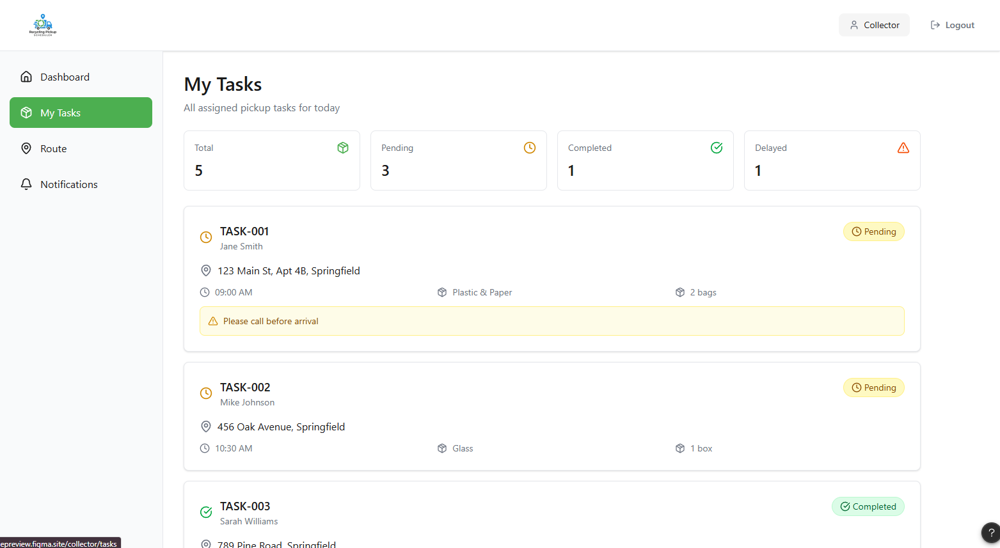 Recycling Pickup
SCHEDULER
Collector
Logout
Dashboard
My Tasks
Route
Notifications
My Tasks
All assigned pickup tasks for today
Total
5
Pending
3
Completed
1
Delayed
1
TASK-001
Pending
Jane Smith
123 Main St, Apt 4B, Springfield
09:00 AM
Plastic & Paper
2 bags
Please call before arrival
TASK-002
Pending
Mike Johnson
456 Oak Avenue, Springfield
10:30 AM
Glass
1 box
TASK-003
Completed
Sarah Williams
789 Pine Road, Springfield
epreview.figma.site/collector/tasks
?